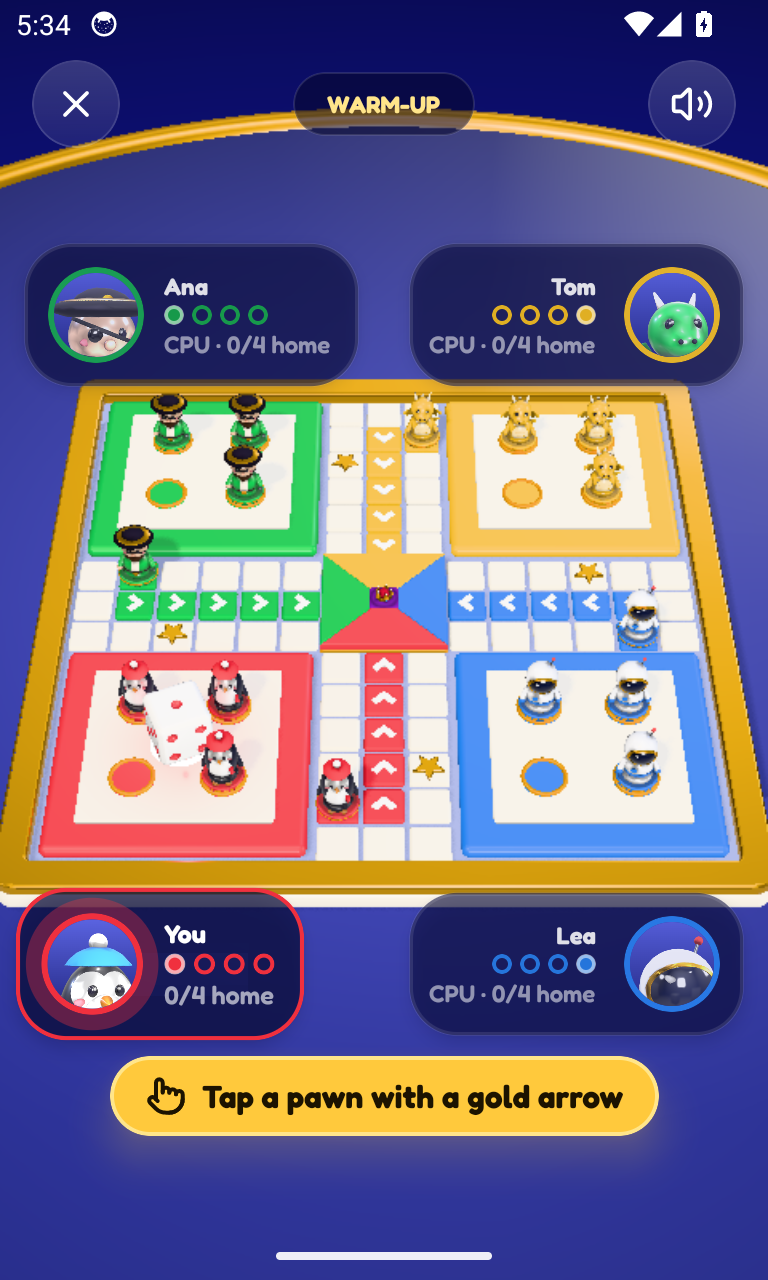 5:34
WARM-UP
Ana
CPU · 0/4 home
Tom
CPU · 0/4 home
You
0/4 home
Lea
CPU · 0/4 home
Tap a pawn with a gold arrow